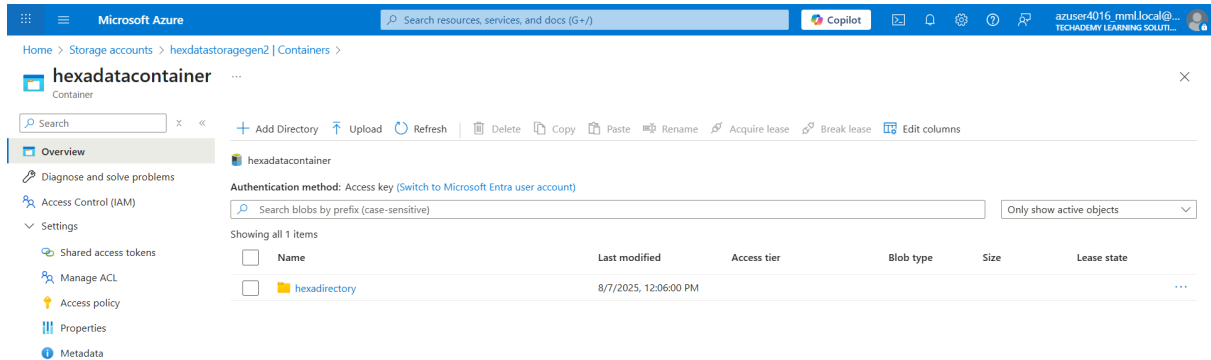 Microsoft Azure
Search resources, services, and docs (G+/)
Copilot
azuser4016_mml.local@...
TECHADEMY LEARNING SOLUTI...
Home > Storage accounts > hexdatastoragegen2 | Containers >
hexadatacontainer ...
Container
Search
Add Directory Upload Refresh Delete Copy Paste Rename Acquire lease Break lease Edit columns
Overview
Diagnose and solve problems
Access Control (IAM)
Settings
Shared access tokens
Manage ACL
Access policy
Properties
Metadata
hexadatacontainer
Authentication method: Access key (Switch to Microsoft Entra user account)
Search blobs by prefix (case-sensitive)
Only show active objects
Showing all 1 items
Name Last modified Access tier Blob type Size Lease state
hexadirectory 8/7/2025, 12:06:00 PM ...